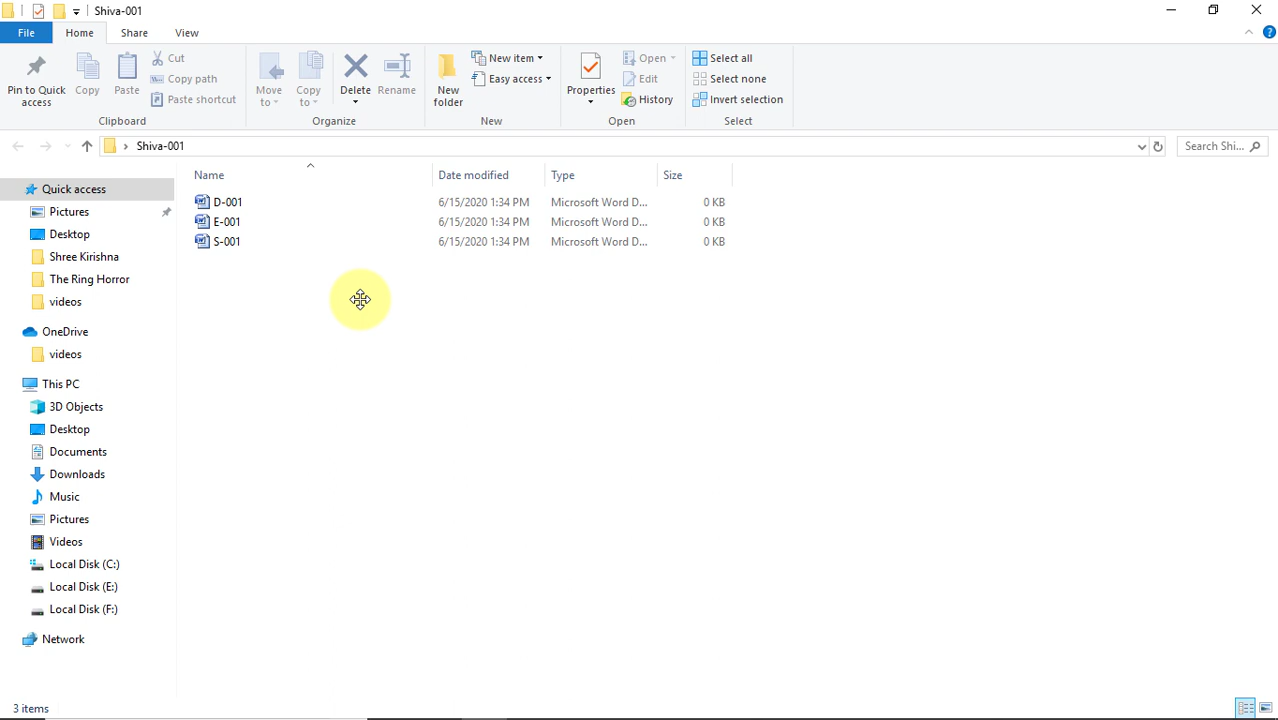 Shiva-001
File Home Share View
Pin to Quick access
Copy
Paste
Cut
Copy path
Paste shortcut
Clipboard
Move to
Copy to
Delete
Rename
Organize
New folder
New item
Easy access
New
Properties
Open
Edit
History
Open
Select all
Select none
Invert selection
Select
Shiva-001
Search Shi...
Name Date modified Type Size
D-001 6/15/2020 1:34 PM Microsoft Word D... 0 KB
E-001 6/15/2020 1:34 PM Microsoft Word D... 0 KB
S-001 6/15/2020 1:34 PM Microsoft Word D... 0 KB
Quick access
Pictures
Desktop
Shree Kirishna
The Ring Horror
videos
OneDrive
videos
This PC
3D Objects
Desktop
Documents
Downloads
Music
Pictures
Videos
Local Disk (C:)
Local Disk (E:)
Local Disk (F:)
Network
3 items